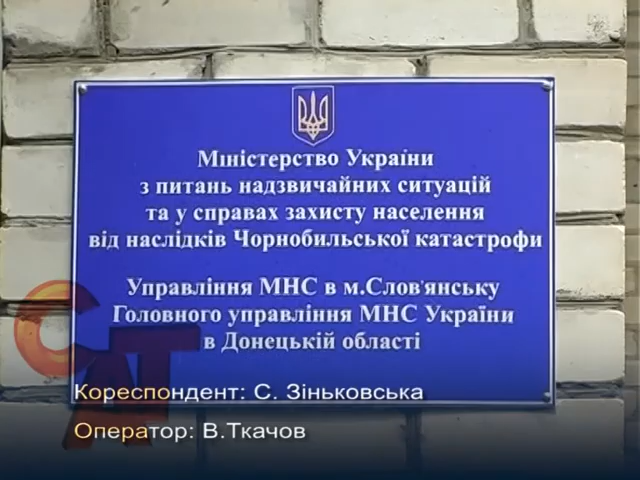 Міністерство України
з питань надзвичайних ситуацій
та у справах захисту населення
від наслідків Чорнобильської катастрофи
Управління МНС в м.Слов'янську
Головного управління МНС України
в Донецькій області
САТ
Кореспондент: С. Зіньковська
Оператор: В.Ткачов